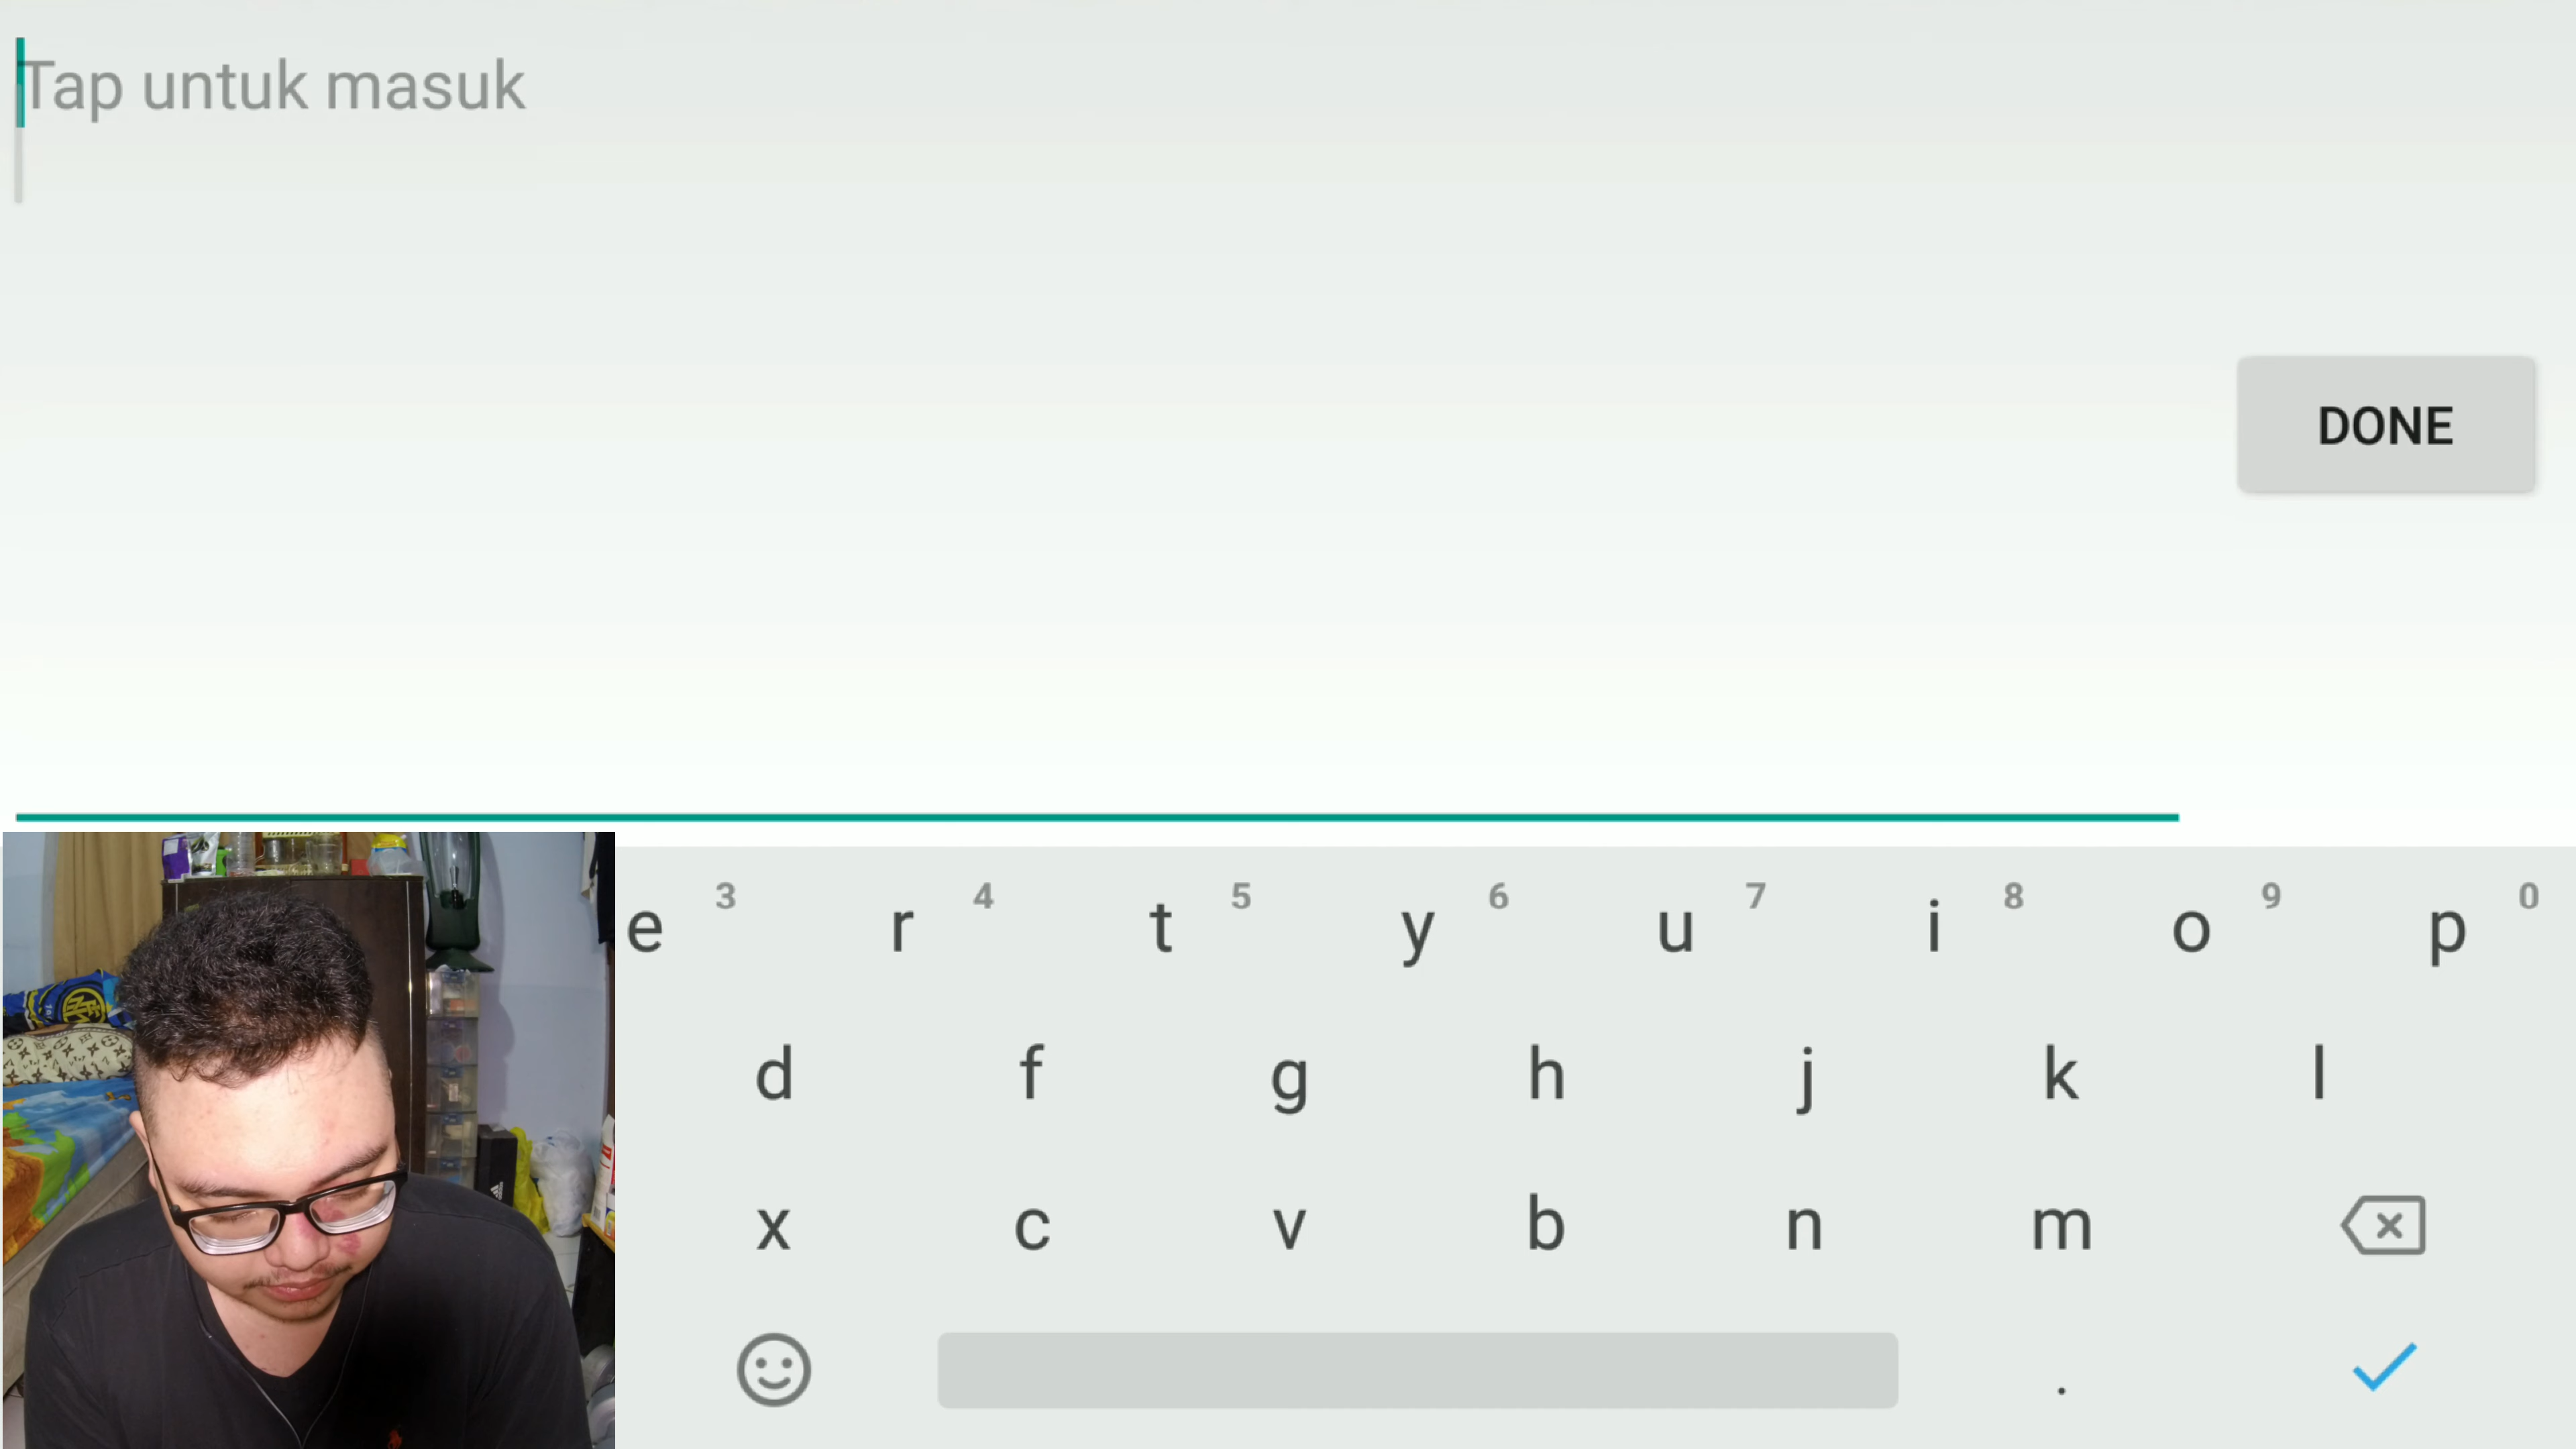 Tap untuk masuk
DONE
e 3 r 4 t 5 y 6 u 7 i 8 o 9 p 0
d f g h j k l
x c v b n m
.